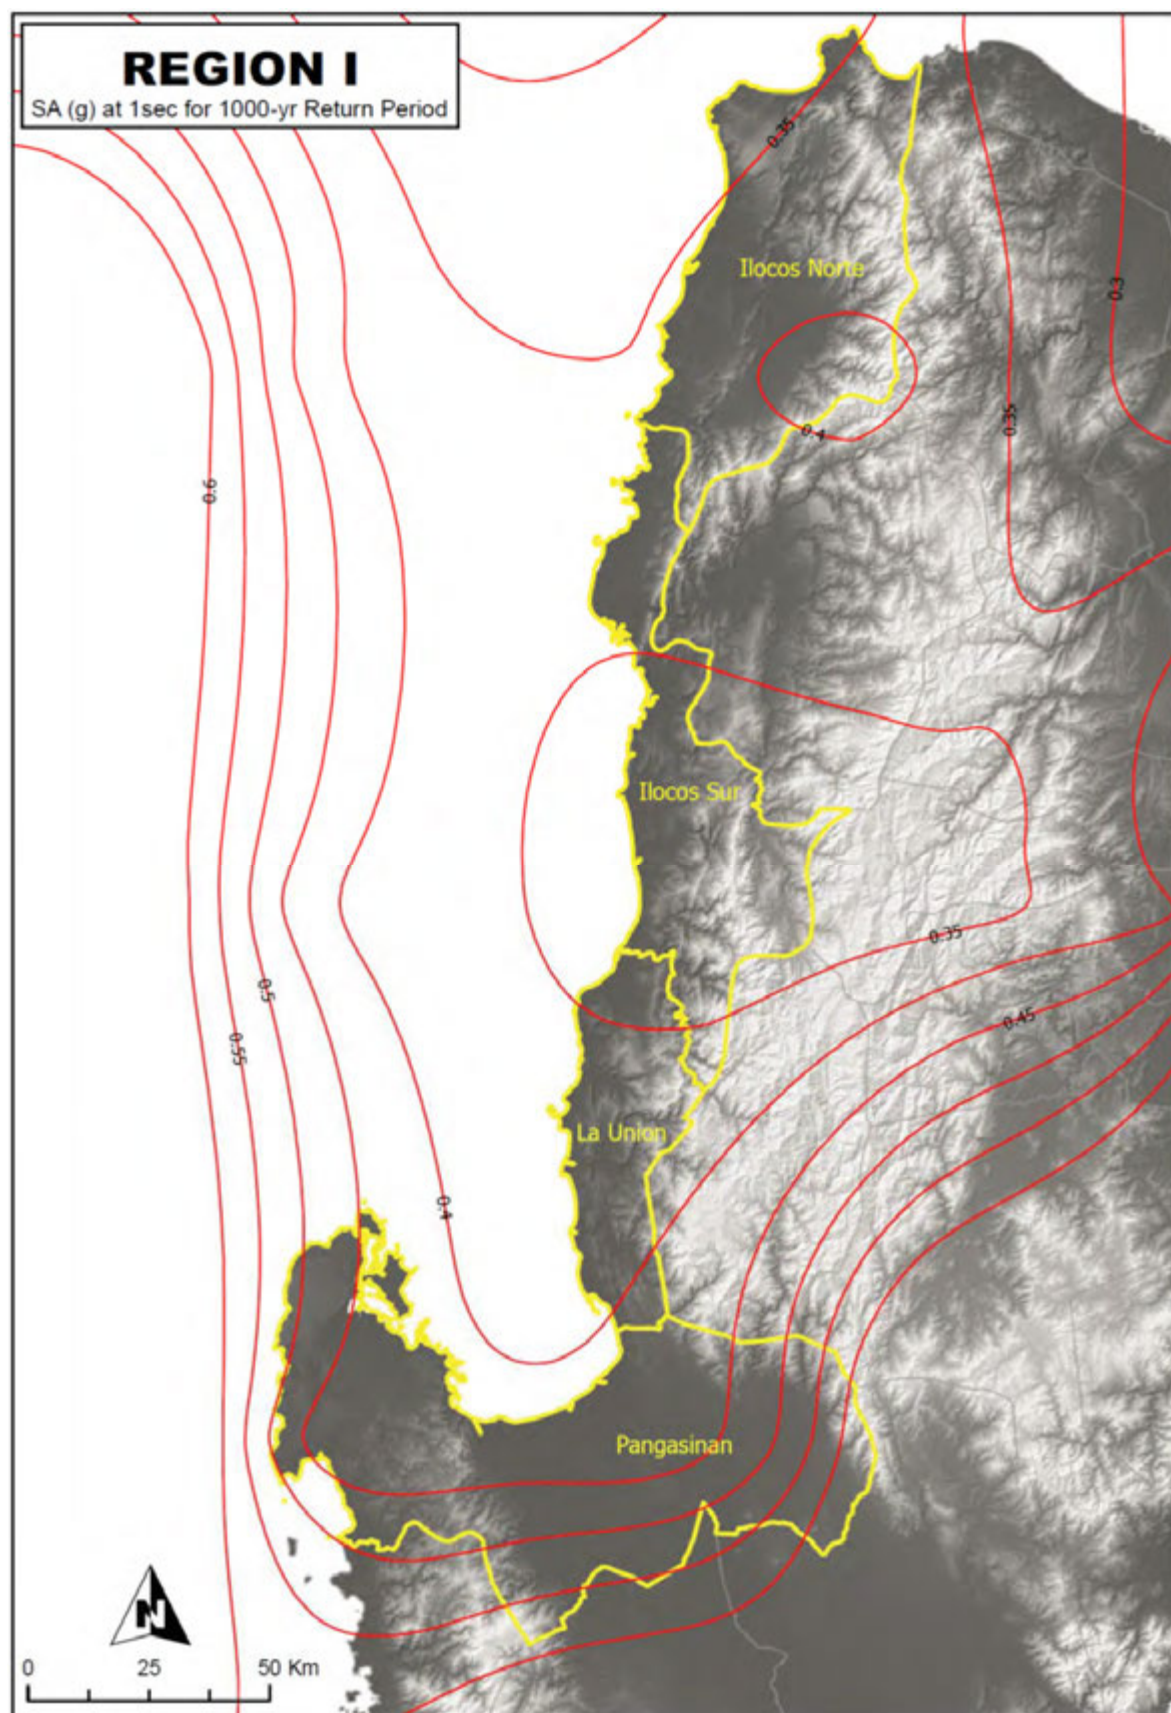 REGION I
SA (g) at 1sec for 1000-yr Return Period
0.35
Ilocos Norte
0.3
0.4
0.35
0.6
Ilocos Sur
0.35
0.5
0.45
0.55
La Union
0.4
Pangasinan
N
0 25 50 Km